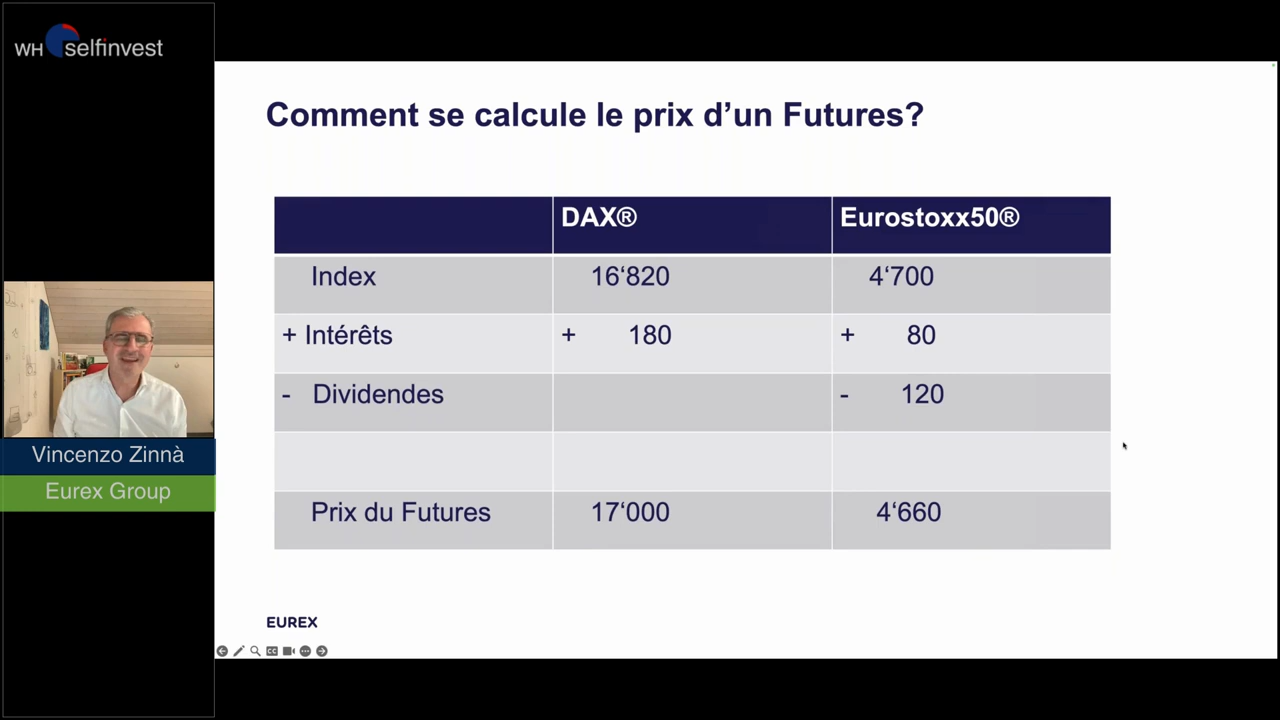 WH selfinvest
Comment se calcule le prix d’un Futures?
DAX® Eurostoxx50®
Index 16‘820 4‘700
+ Intérêts + 180 + 80
- Dividendes - 120
Prix du Futures 17‘000 4‘660
Vincenzo Zinnà
Eurex Group
EUREX
CC